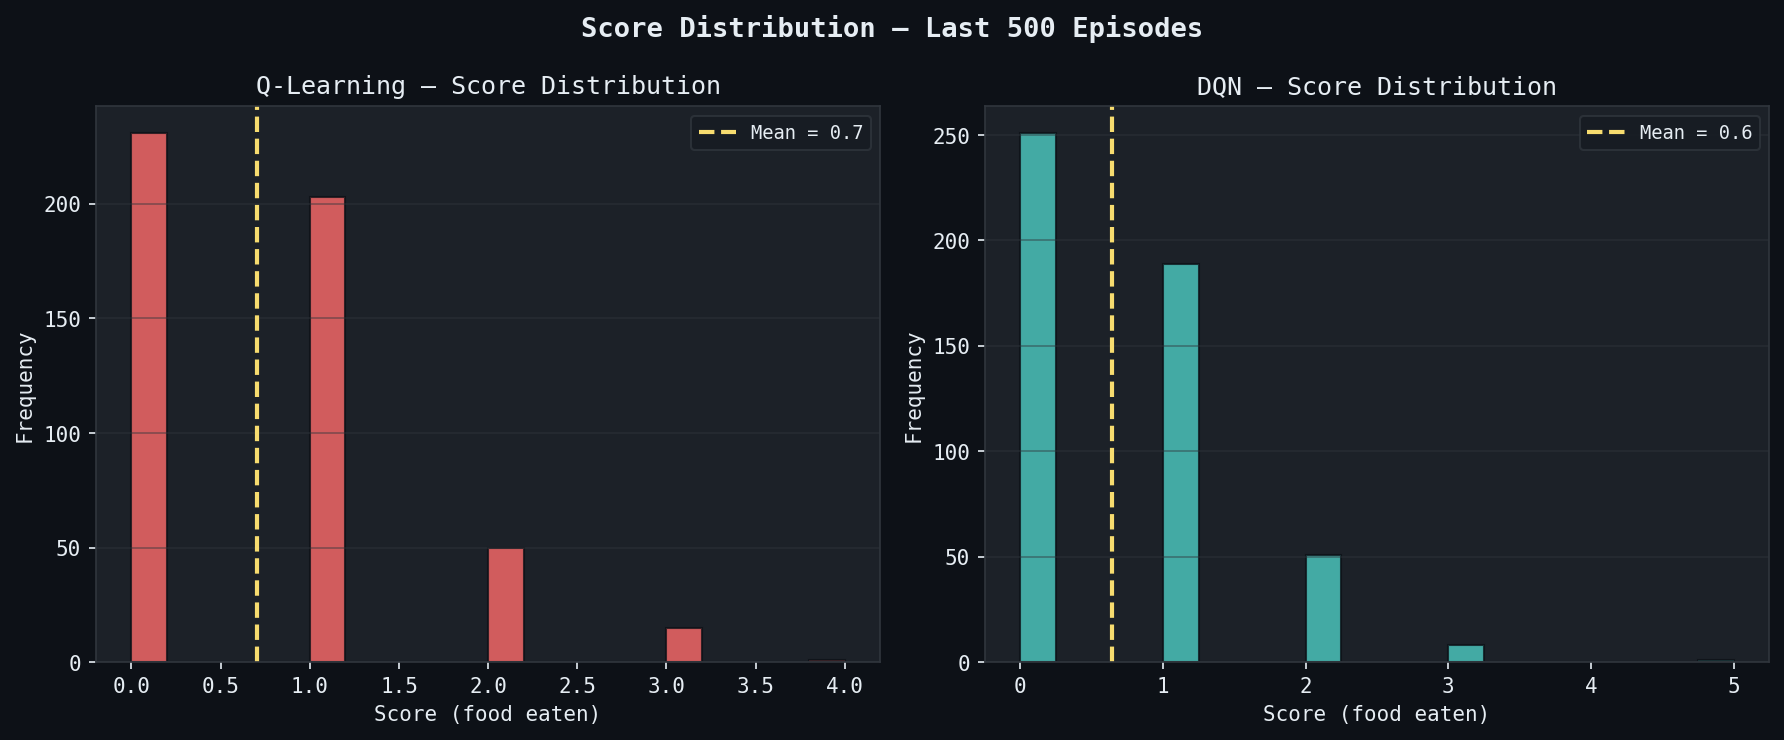 Score Distribution — Last 500 Episodes
Q-Learning — Score Distribution
Mean = 0.7
Frequency
200
150
100
50
0
0.0 0.5 1.0 1.5 2.0 2.5 3.0 3.5 4.0
Score (food eaten)
DQN — Score Distribution
Mean = 0.6
Frequency
250
200
150
100
50
0
0 1 2 3 4 5
Score (food eaten)